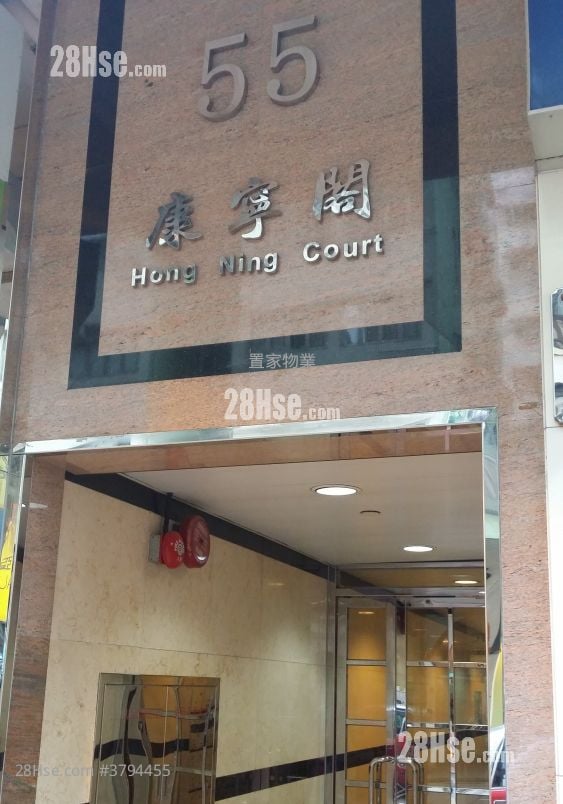 55
28Hse.com
康寧閣
Hong Ning Court
置家物業
28Hse.com
28Hse.com
28Hse.com #3794455